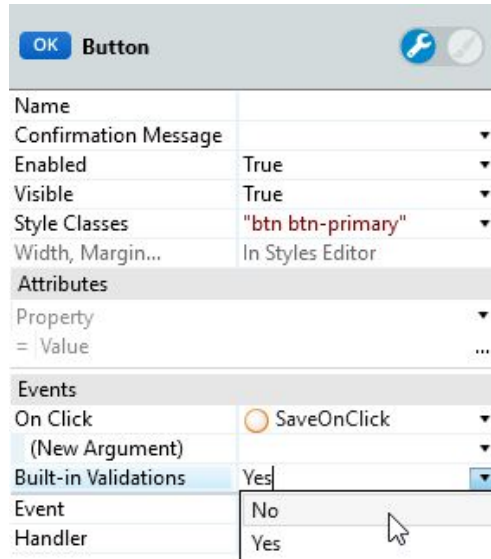 OK Button
Name
Confirmation Message
Enabled True
Visible True
Style Classes "btn btn-primary"
Width, Margin... In Styles Editor
Attributes
Property
= Value ...
Events
On Click SaveOnClick
(New Argument)
Built-in Validations Yes
Event No
Handler Yes